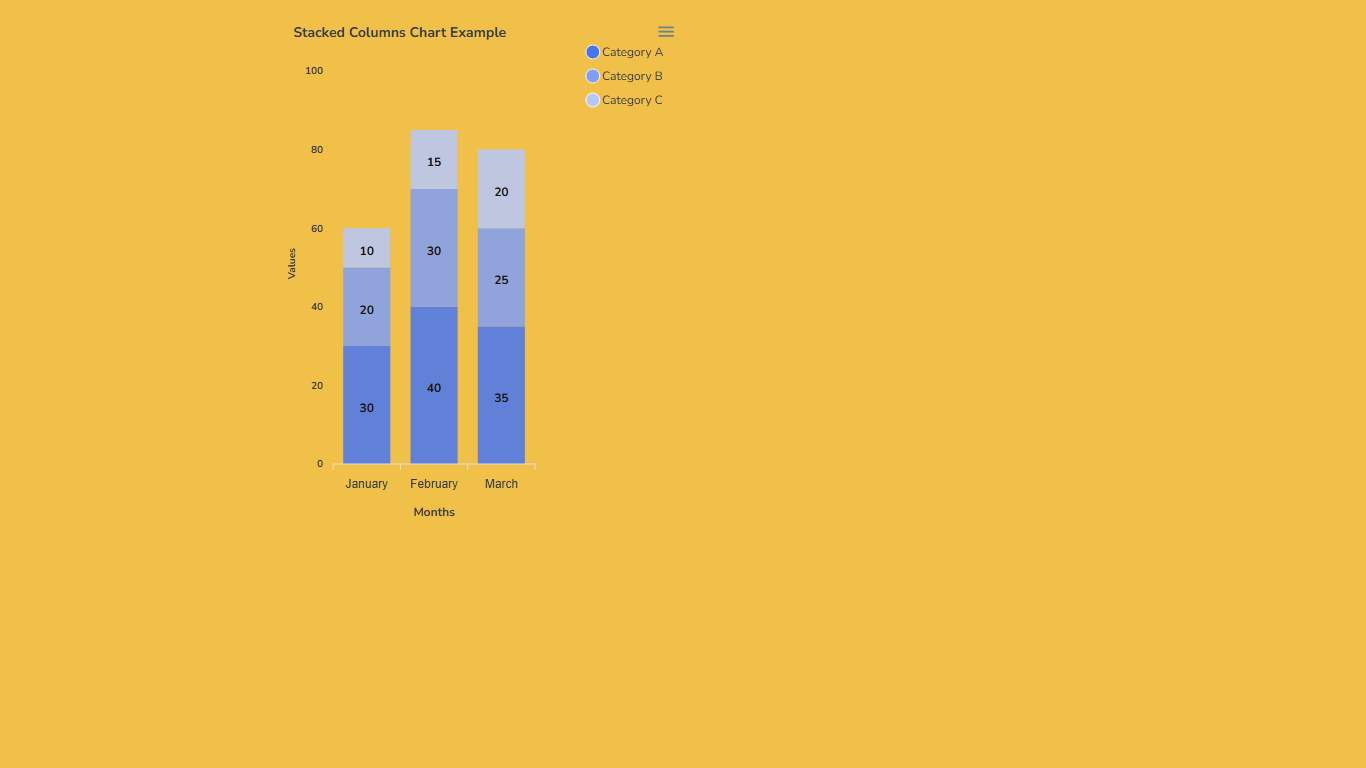 Stacked Columns Chart Example
Category A
Category B
Category C
100
80
60
40
20
0
Values
10
20
30
15
30
40
20
25
35
January
February
March
Months